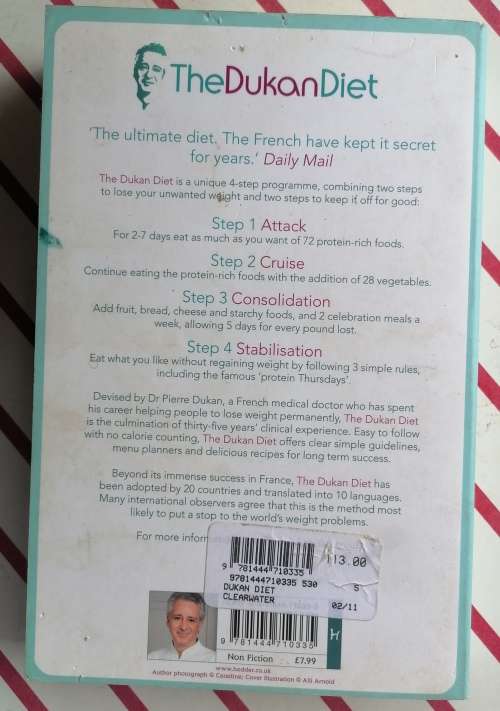 TheDukanDiet
'The ultimate diet. The French have kept it secret
for years.' Daily Mail
The Dukan Diet is a unique 4-step programme, combining two steps
to lose your unwanted weight and two steps to keep if off for good:
Step 1 Attack
For 2-7 days eat as much as you want of 72 protein-rich foods.
Step 2 Cruise
Continue eating the protein-rich foods with the addition of 28 vegetables.
Step 3 Consolidation
Add fruit, bread, cheese and starchy foods, and 2 celebration meals a
week, allowing 5 days for every pound lost.
Step 4 Stabilisation
Eat what you like without regaining weight by following 3 simple rules,
including the famous 'protein Thursdays'.
Devised by Dr Pierre Dukan, a French medical doctor who has spent
his career helping people to lose weight permanently, The Dukan Diet
is the culmination of thirty-five years' clinical experience. Easy to follow
with no calorie counting, The Dukan Diet offers clear simple guidelines,
menu planners and delicious recipes for long term success.
Beyond its immense success in France, The Dukan Diet has
been adopted by 20 countries and translated into 10 languages.
Many international observers agree that this is the method most
likely to put a stop to the world's weight problems.
For more inform
9 781444 710335
113.00
9781444710335 530
S
DUKAN DIET
CLEARWATER
02/11
9 781444 710335
H
Non Fiction £7.99
www.hodder.co.uk
Author photograph © Coraline; Cover illustration © Alli Arnold